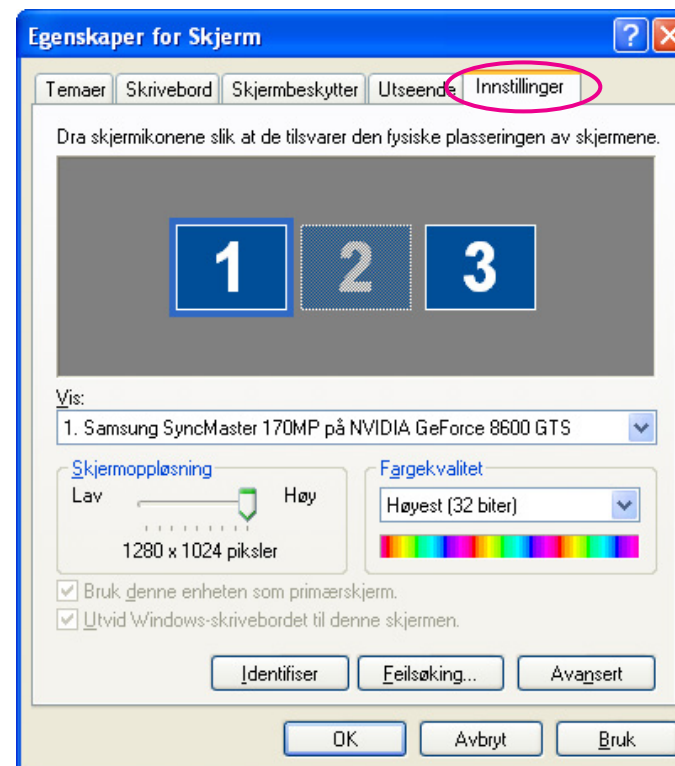 Egenskaper for Skjerm
Temaer Skrivebord Skjermbeskytter Utseende Innstillinger
Dra skjermikonene slik at de tilsvarer den fysiske plasseringen av skjermene.
1 2 3
Vis:
1. Samsung SyncMaster 170MP på NVIDIA GeForce 8600 GTS
Skjermoppløsning Fargekvalitet
Lav Høy Høyest (32 biter)
1280 x 1024 piksler
Bruk denne enheten som primærskjerm.
Utvid Windows-skrivebordet til denne skjermen.
Identifiser Feilsøking... Avansert
OK Avbryt Bruk